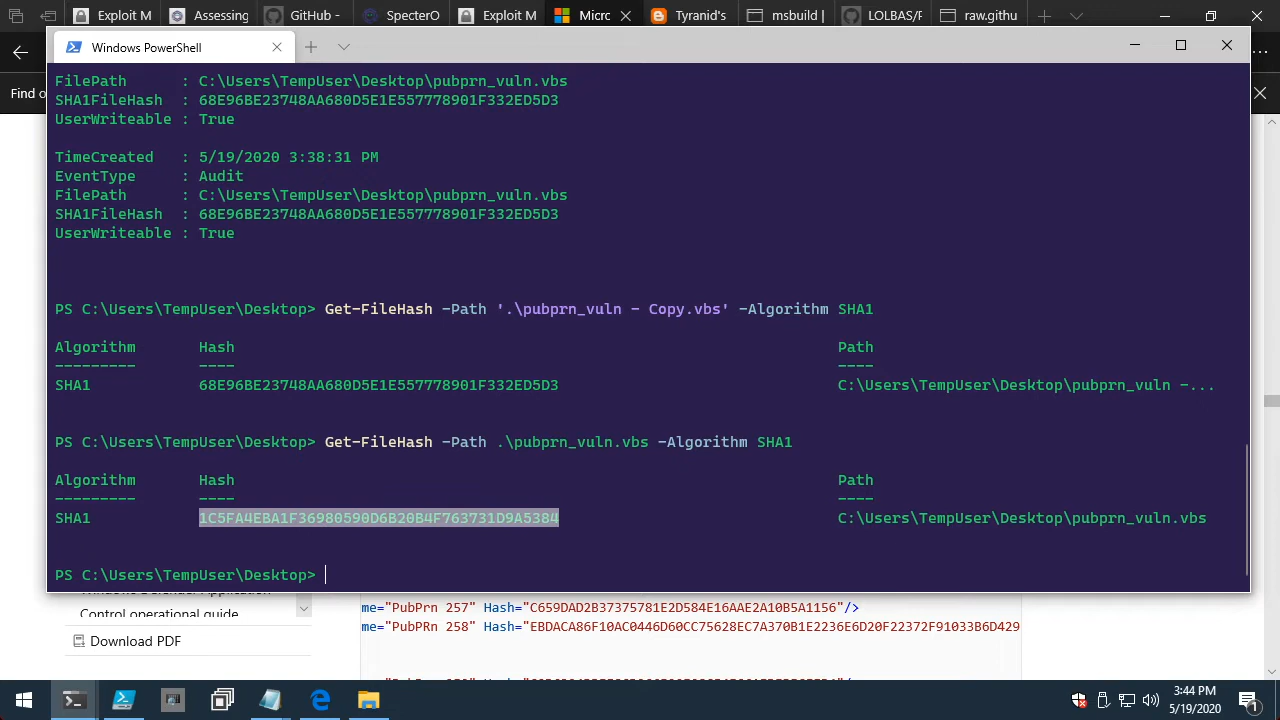 Exploit M
Assessing
GitHub -
SpecterO
Exploit M
Micrc
Tyranid's
msbuild |
LOLBAS/F
raw.githu
Windows PowerShell
Find o
FilePath : C:\Users\TempUser\Desktop\pubprn_vuln.vbs
SHA1FileHash : 68E96BE23748AA680D5E1E557778901F332ED5D3
UserWriteable : True
TimeCreated : 5/19/2020 3:38:31 PM
EventType : Audit
FilePath : C:\Users\TempUser\Desktop\pubprn_vuln.vbs
SHA1FileHash : 68E96BE23748AA680D5E1E557778901F332ED5D3
UserWriteable : True
PS C:\Users\TempUser\Desktop> Get-FileHash -Path '.\pubprn_vuln - Copy.vbs' -Algorithm SHA1
Algorithm Hash Path
--------- ---- ----
SHA1 68E96BE23748AA680D5E1E557778901F332ED5D3 C:\Users\TempUser\Desktop\pubprn_vuln -...
PS C:\Users\TempUser\Desktop> Get-FileHash -Path .\pubprn_vuln.vbs -Algorithm SHA1
Algorithm Hash Path
--------- ---- ----
SHA1 1C5FA4EBA1F36980590D6B20B4F763731D9A5384 C:\Users\TempUser\Desktop\pubprn_vuln.vbs
PS C:\Users\TempUser\Desktop>
Windows Defender Application
Control operational guide
Download PDF
me="PubPrn 257" Hash="C659DAD2B37375781E2D584E16AAE2A10B5A1156"/>
me="PubPRn 258" Hash="EBDACA86F10AC0446D60CC75628EC7A370B1E2236E6D20F22372F91033B6D429
3:44 PM
5/19/2020
1